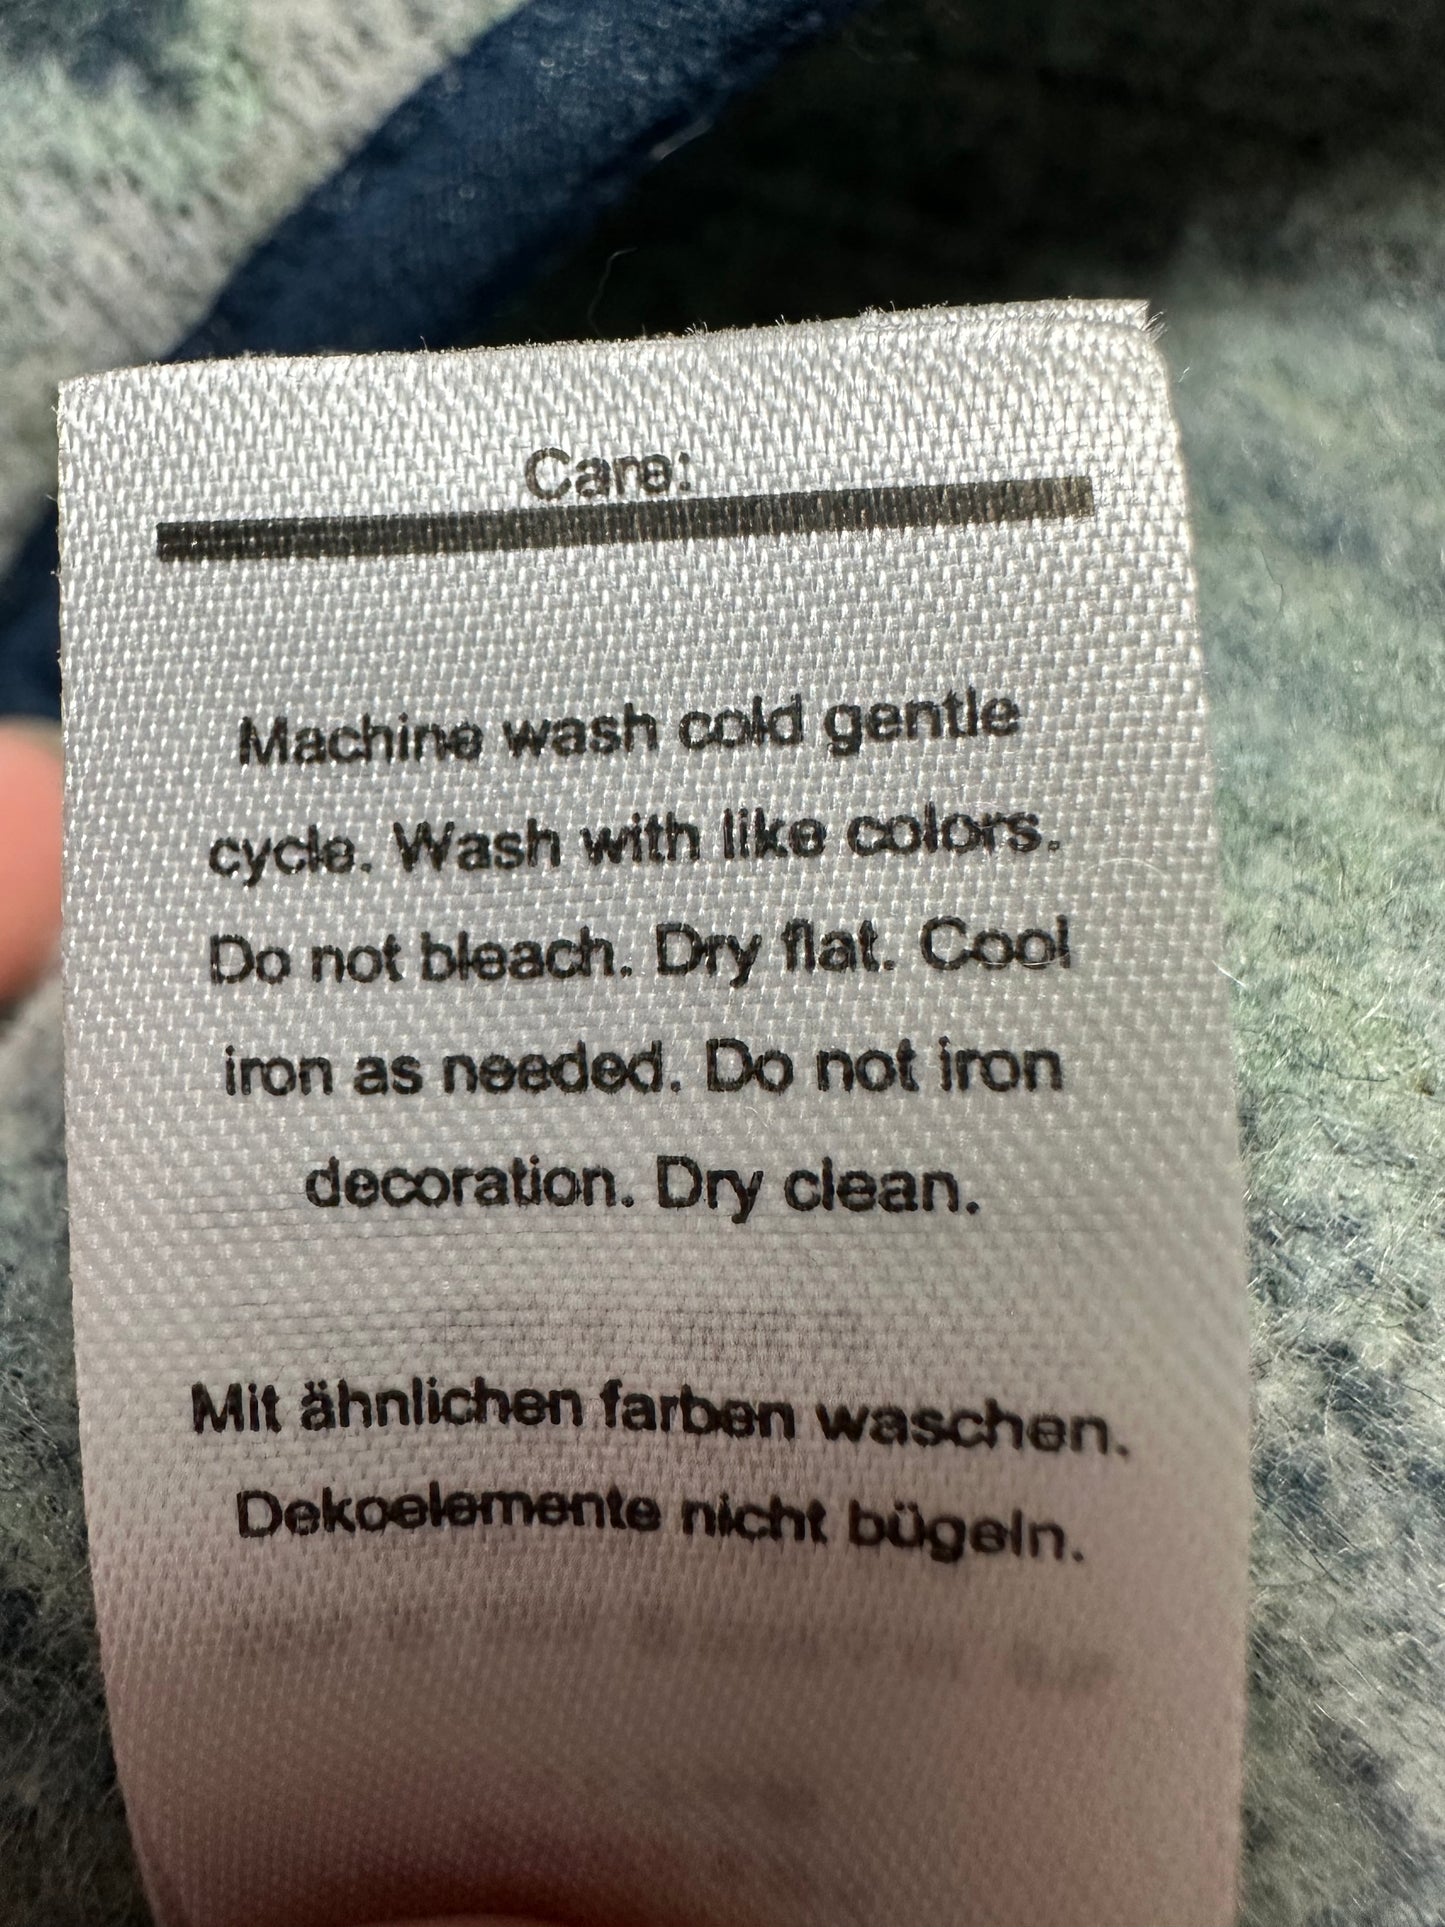 Care:
Machine wash cold gentle
cycle. Wash with like colors.
Do not bleach. Dry flat. Cool
iron as needed. Do not iron
decoration. Dry clean.
Mit ähnlichen farben waschen.
Dekoelemente nicht bügeln.